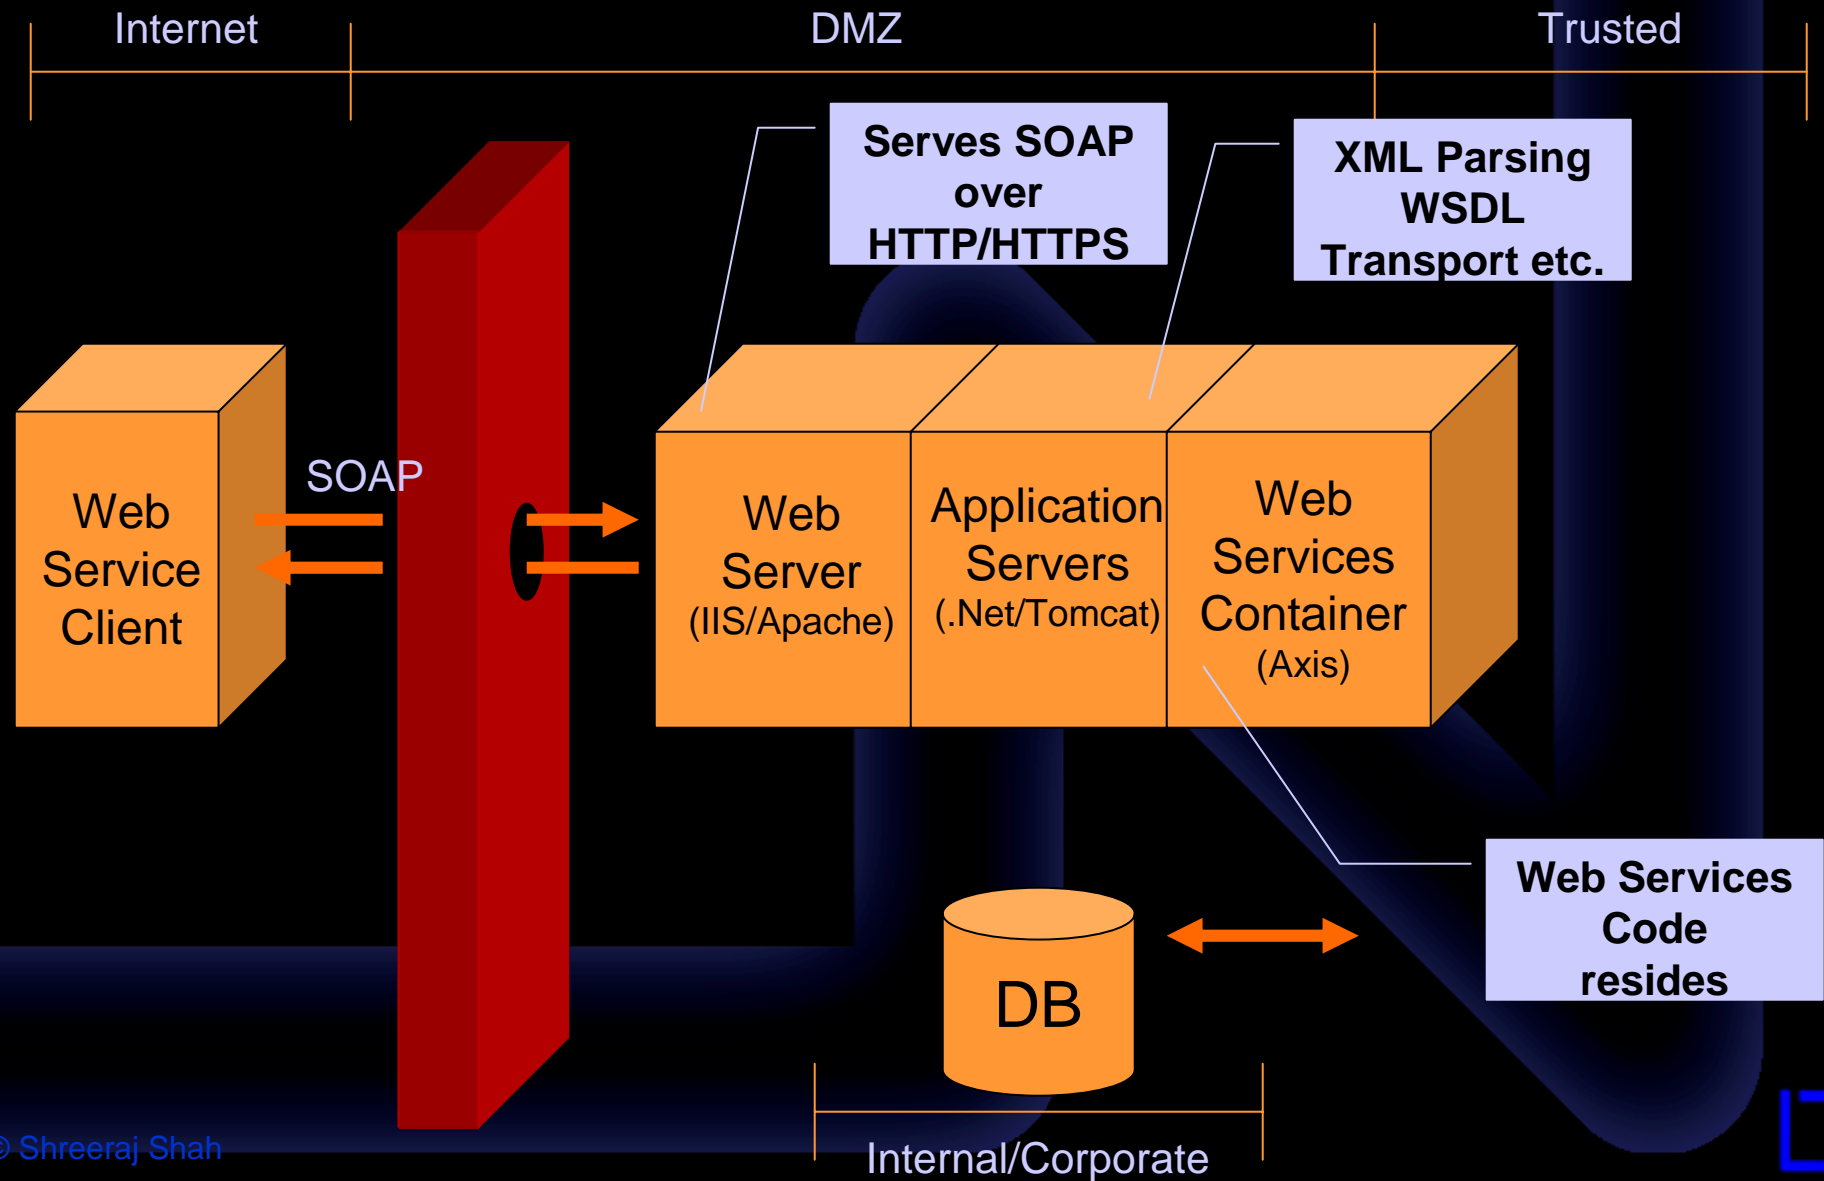 Internet
DMZ
Trusted
Serves SOAP
over
HTTP/HTTPS
XML Parsing
WSDL
Transport etc.
SOAP
Web
Service
Client
Web
Server
(IIS/Apache)
Application
Servers
(.Net/Tomcat)
Web
Services
Container
(Axis)
Web Services
Code
resides
DB
Internal/Corporate
© Shreeraj Shah